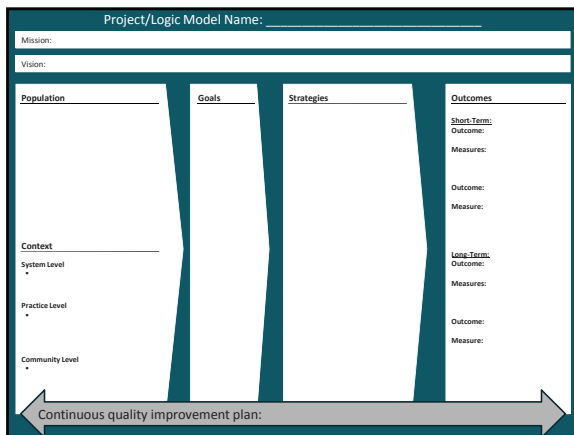 Project/Logic Model Name: ________________________________
Mission:
Vision:
Population
Context
System Level
•
Practice Level
•
Community Level
•
Goals
Strategies
Outcomes
Short-Term:
Outcome:
Measures:
Outcome:
Measure:
Long-Term:
Outcome:
Measures:
Outcome:
Measure:
Continuous quality improvement plan: